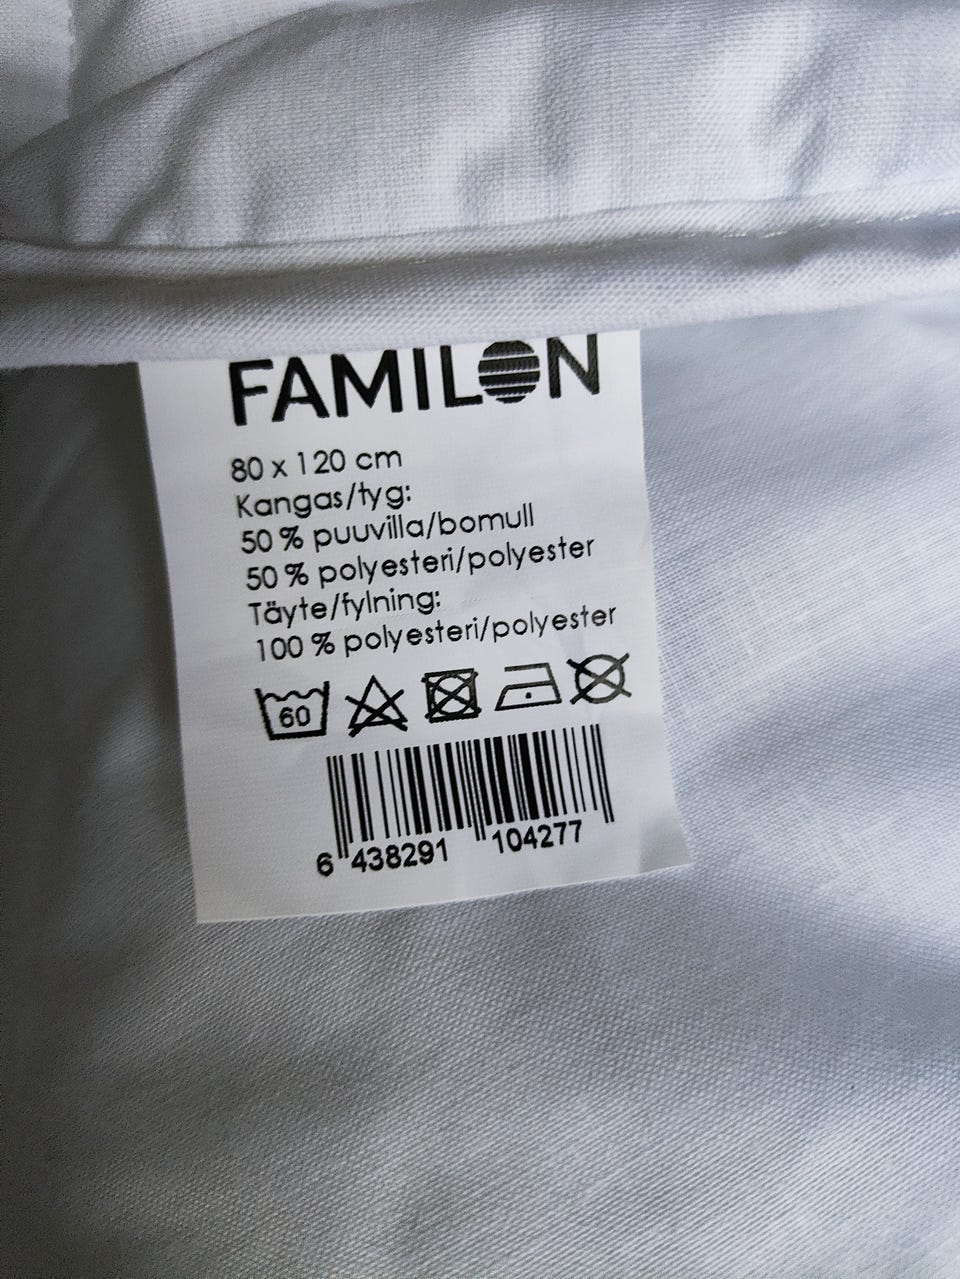 FAMILON
80 x 120 cm
Kangas/tyg:
50 % puuvilla/bomull
50 % polyesteri/polyester
Täyte/fylning:
100 % polyesteri/polyester
60
6 438291 104277